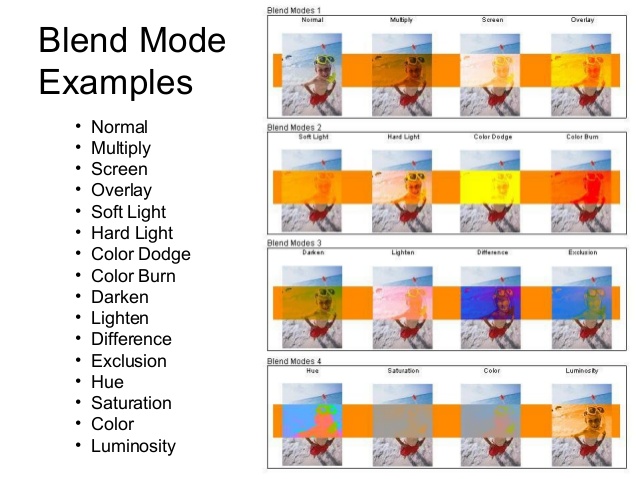 Blend Mode
Examples
• Normal
• Multiply
• Screen
• Overlay
• Soft Light
• Hard Light
• Color Dodge
• Color Burn
• Darken
• Lighten
• Difference
• Exclusion
• Hue
• Saturation
• Color
• Luminosity
Blend Modes 1
Normal Multiply Screen Overlay
Blend Modes 2
Soft Light Hard Light Color Dodge Color Burn
Blend Modes 3
Darken Lighten Difference Exclusion
Blend Modes 4
Hue Saturation Color Luminosity